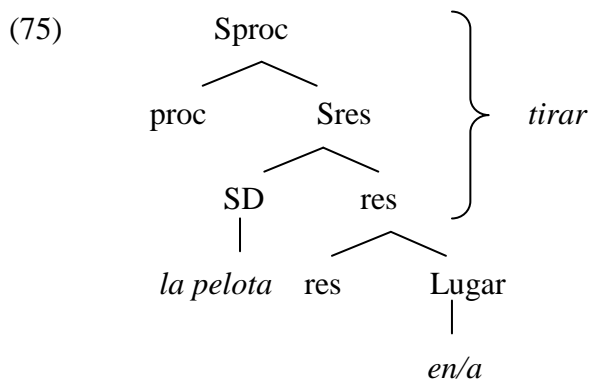 (75) Sproc
proc Sres tirar
SD res
la pelota res Lugar
en/a